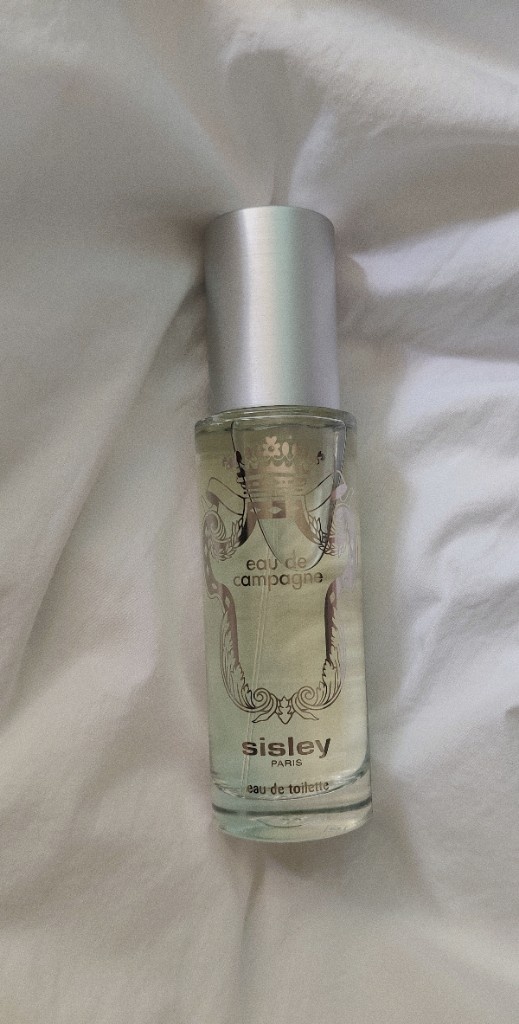 eau de
campagne
sisley
PARIS
eau de toilette